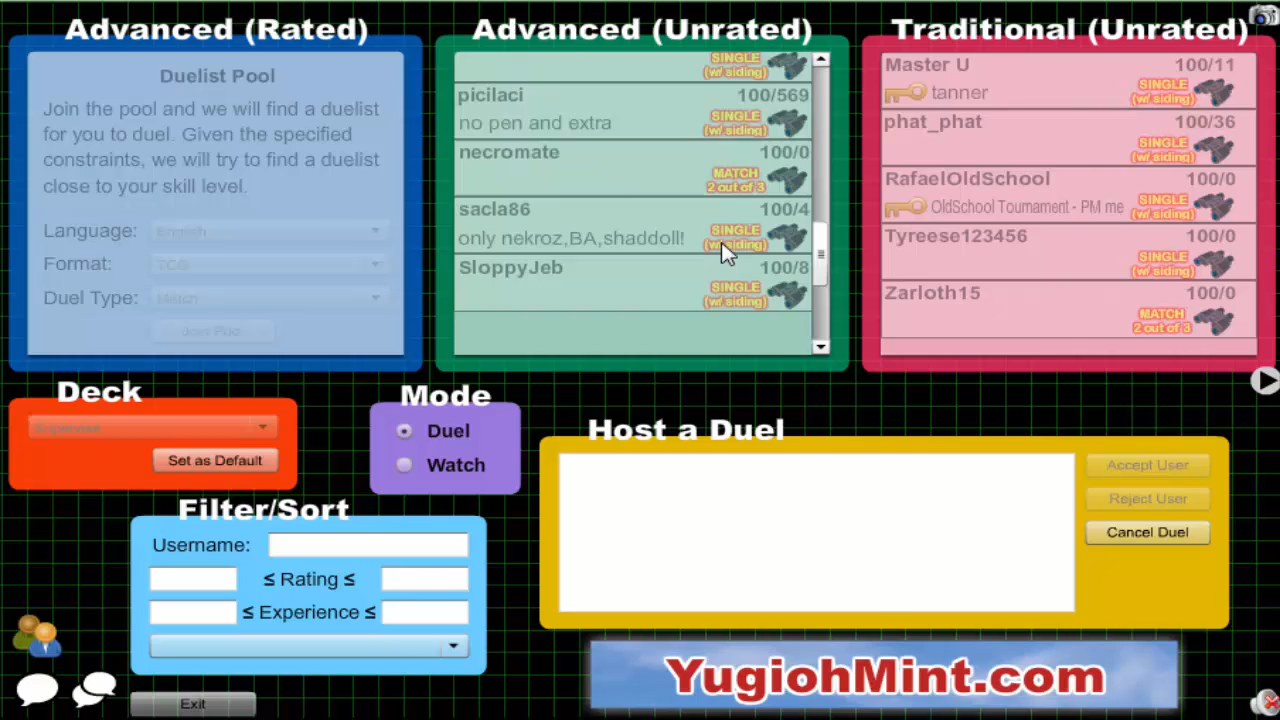 Advanced (Rated)
Duelist Pool
Join the pool and we will find a duelist
for you to duel. Given the specified
constraints, we will try to find a duelist
close to your skill level.
Language: English
Format: TCG
Duel Type: Match
Join Pool
Advanced (Unrated)
SINGLE
(w/ siding)
picilaci 100/569
no pen and extra
SINGLE
(w/ siding)
necromate 100/0
MATCH
2 out of 3
sacla86 100/4
only nekroz,BA,shaddoll!
SINGLE
(w/ siding)
SloppyJeb 100/8
SINGLE
(w/ siding)
Traditional (Unrated)
Master U 100/11
tanner
SINGLE
(w/ siding)
phat_phat 100/36
SINGLE
(w/ siding)
RafaelOldSchool 100/0
OldSchool Tournament - PM me
SINGLE
(w/ siding)
Tyreese123456 100/0
SINGLE
(w/ siding)
Zarloth15 100/0
MATCH
2 out of 3
Deck
Set as Default
Mode
Duel
Watch
Host a Duel
Accept User
Reject User
Cancel Duel
Filter/Sort
Username:
≤ Rating ≤
≤ Experience ≤
Exit
YugiohMint.com